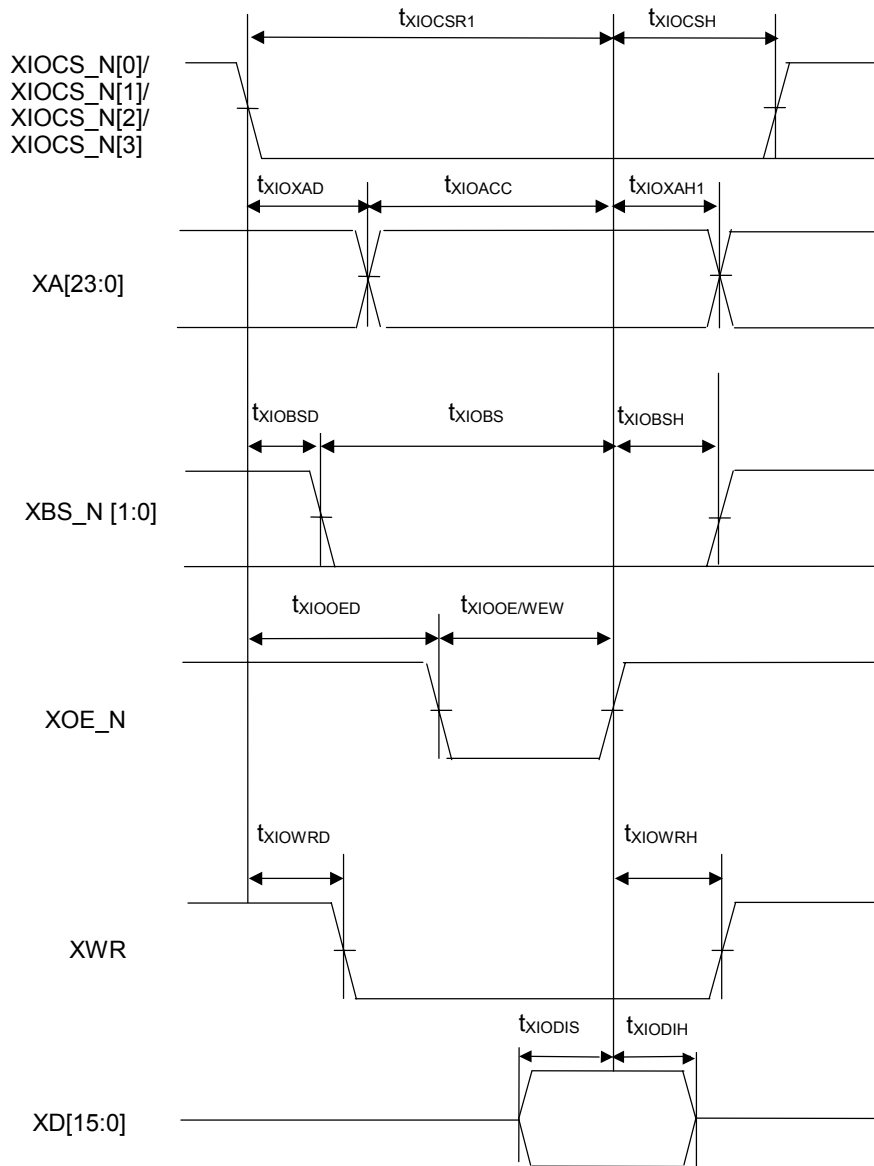 tXIOCSR1 tXIOCSH
XIOCS_N[0]/
XIOCS_N[1]/
XIOCS_N[2]/
XIOCS_N[3]
tXIOXAD tXIOACC tXIOXAH1
XA[23:0]
tXIOBSD tXIOBS tXIOBSH
XBS_N [1:0]
tXIOOED tXIOOE/WEW
XOE_N
tXIOWRD tXIOWRH
XWR
tXIODIS tXIODIH
XD[15:0]